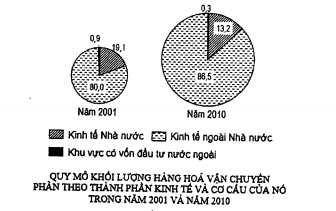 0,3
13,2
0,9
19,1
86,5
80,0
Năm 2001
Năm 2010
Kinh tế Nhà nước
Kinh tế ngoài Nhà nước
Khu vực có vốn đầu tư nước ngoài
QUY MÔ KHỐI LƯỢNG HÀNG HOÁ VẬN CHUYỂN
PHÂN THEO THÀNH PHẦN KINH TẾ VÀ CƠ CẤU CỦA NÓ
TRONG NĂM 2001 VÀ NĂM 2010